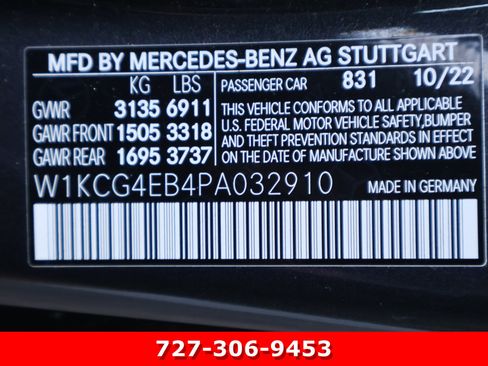 MFD BY MERCEDES-BENZ AG STUTTGART
KG LBS PASSENGER CAR 831 10/22
GVWR 3135 6911 THIS VEHICLE CONFORMS TO ALL APPLICABLE
GAWR FRONT 1505 3318 U.S. FEDERAL MOTOR VEHICLE SAFETY,BUMPER
AND THEFT PREVENTION STANDARDS IN EFFECT
GAWR REAR 1695 3737 ON THE DATE OF MANUFACTURE SHOWN ABOVE.
W1KCG4EB4PA032910 MADE IN GERMANY
727-306-9453